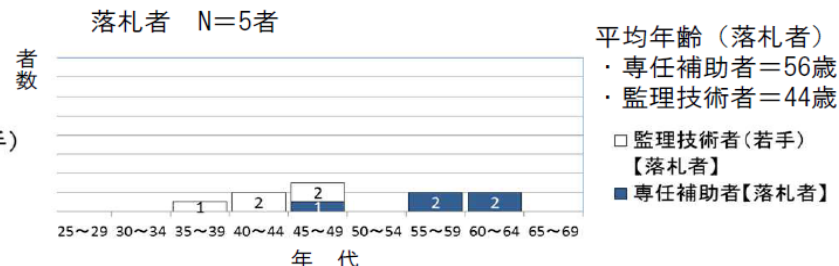 落札者 N＝5者
者
数
手)
1
2
2
1
2
2
25～29 30～34 35～39 40～44 45～49 50～54 55～59 60～64 65～69
年 代
平均年齢（落札者）
・専任補助者＝56歳
・監理技術者＝44歳
□監理技術者(若手)
【落札者】
■専任補助者【落札者】